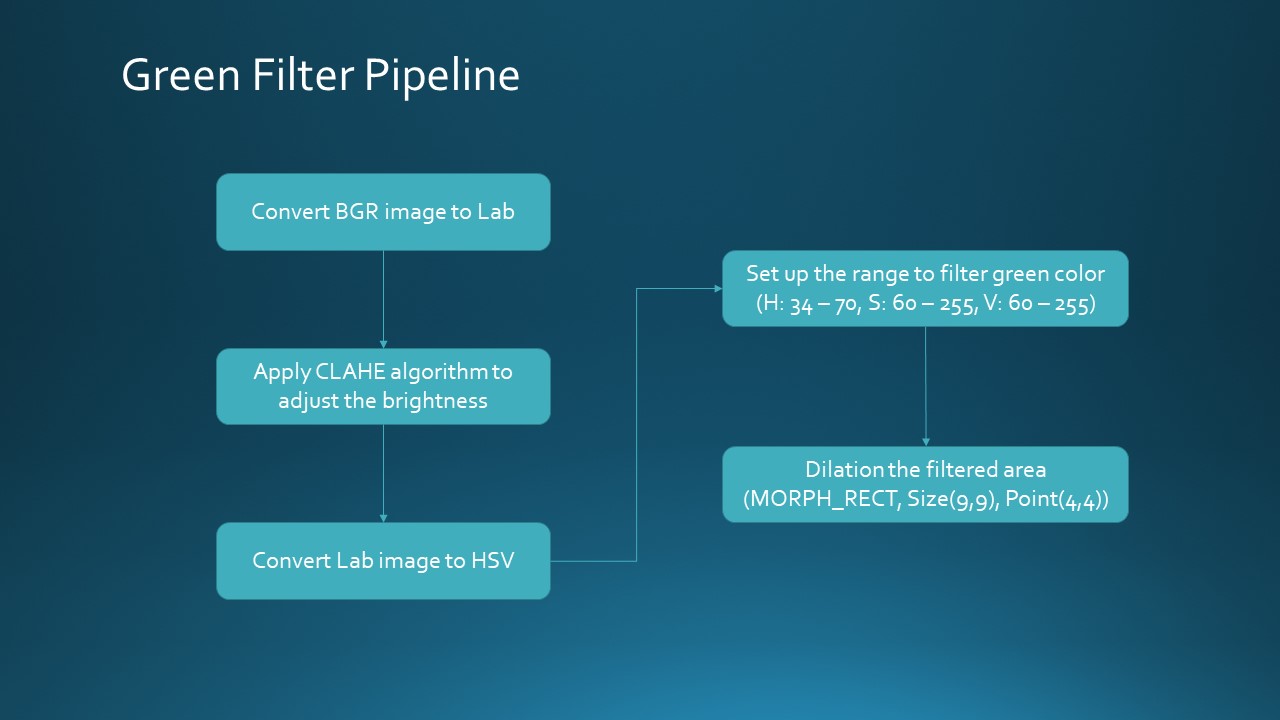 Green Filter Pipeline
Convert BGR image to Lab
Apply CLAHE algorithm to
adjust the brightness
Convert Lab image to HSV
Set up the range to filter green color
(H: 34 – 70, S: 60 – 255, V: 60 – 255)
Dilation the filtered area
(MORPH_RECT, Size(9,9), Point(4,4))